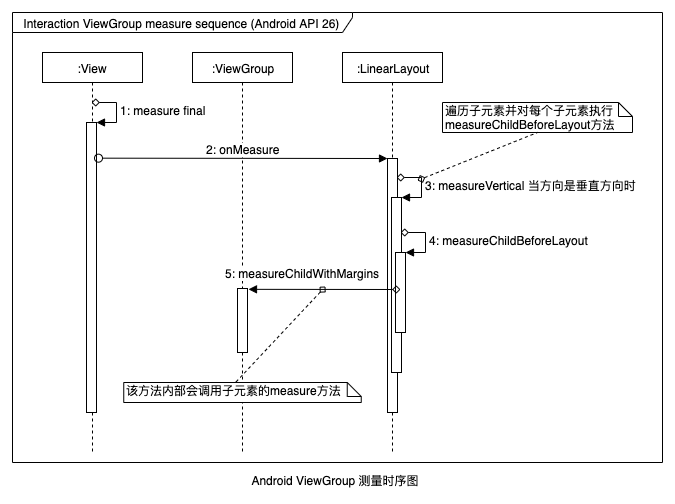 Interaction ViewGroup measure sequence (Android API 26)
:View
:ViewGroup
:LinearLayout
1: measure final
遍历子元素并对每个子元素执行
measureChildBeforeLayout方法
2: onMeasure
3: measureVertical 当方向是垂直方向时
4: measureChildBeforeLayout
5: measureChildWithMargins
该方法内部会调用子元素的measure方法
Android ViewGroup 测量时序图